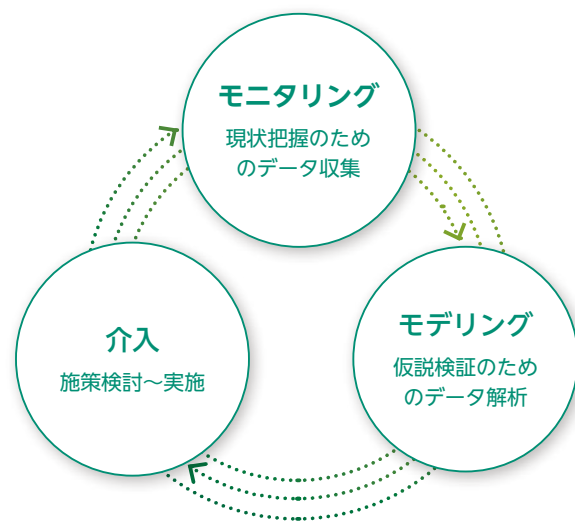 モニタリング
現状把握のため
のデータ収集
介入
施策検討～実施
モデリング
仮説検証のため
のデータ解析